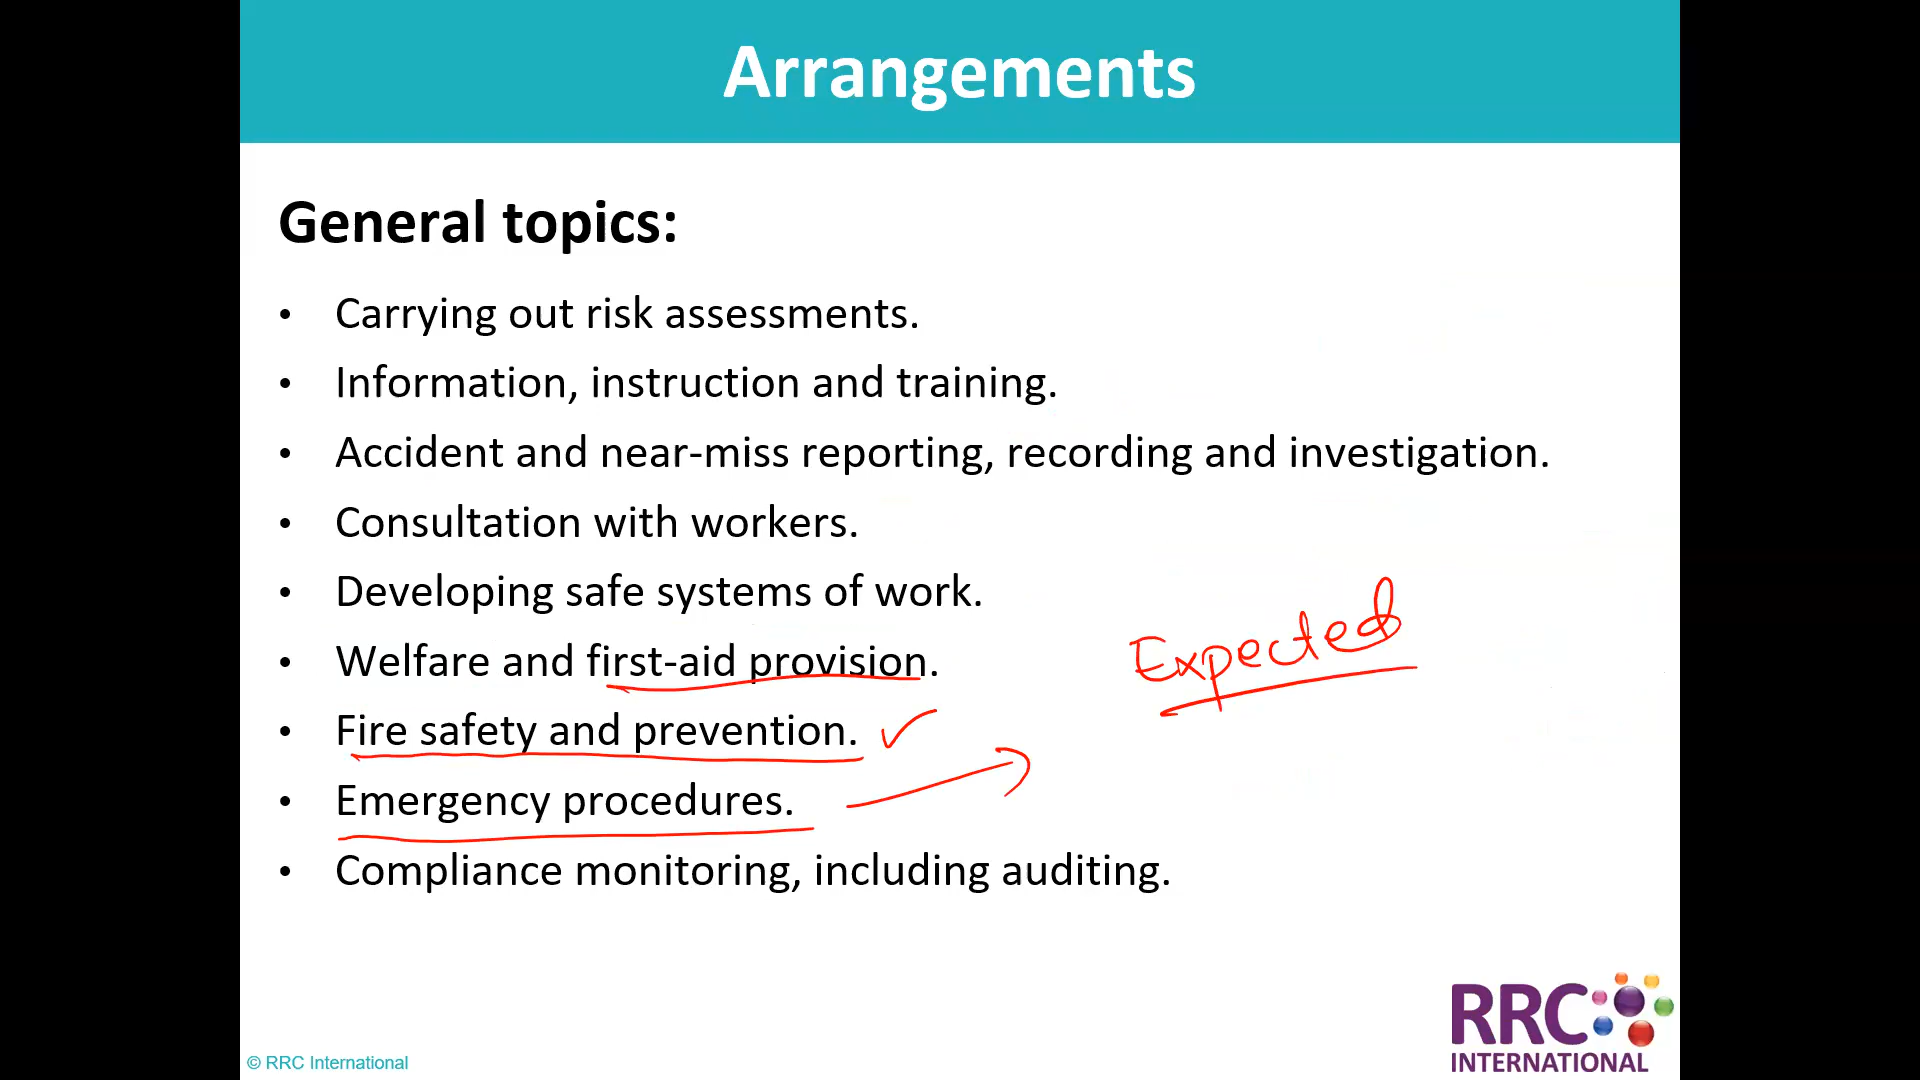 Arrangements
General topics:
• Carrying out risk assessments.
• Information, instruction and training.
• Accident and near-miss reporting, recording and investigation.
• Consultation with workers.
• Developing safe systems of work.
• Welfare and first-aid provision.
Expected
• Fire safety and prevention.
• Emergency procedures.
• Compliance monitoring, including auditing.
RRC
INTERNATIONAL
© RRC International